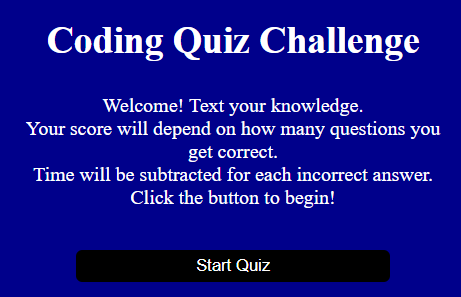 Coding Quiz Challenge
Welcome! Text your knowledge.
Your score will depend on how many questions you
get correct.
Time will be subtracted for each incorrect answer.
Click the button to begin!
Start Quiz